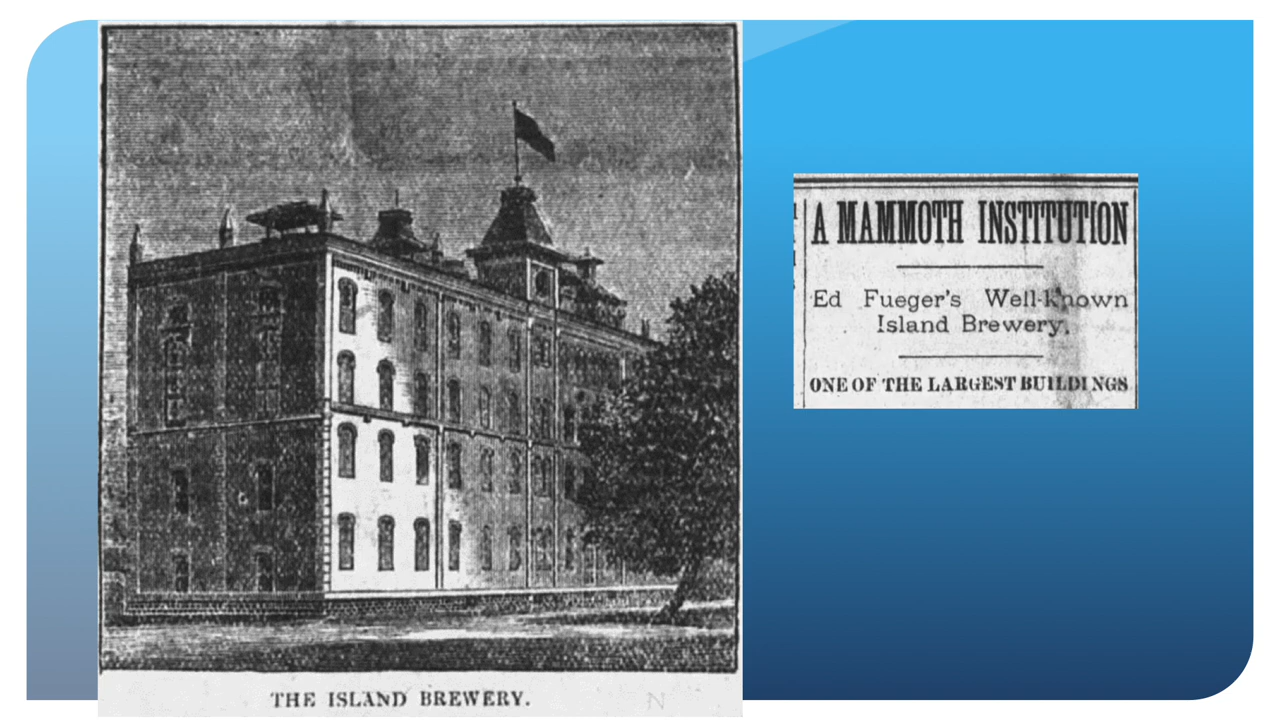 THE ISLAND BREWERY.
A MAMMOTH INSTITUTION
Ed Fueger's Well-known
Island Brewery.
ONE OF THE LARGEST BUILDINGS